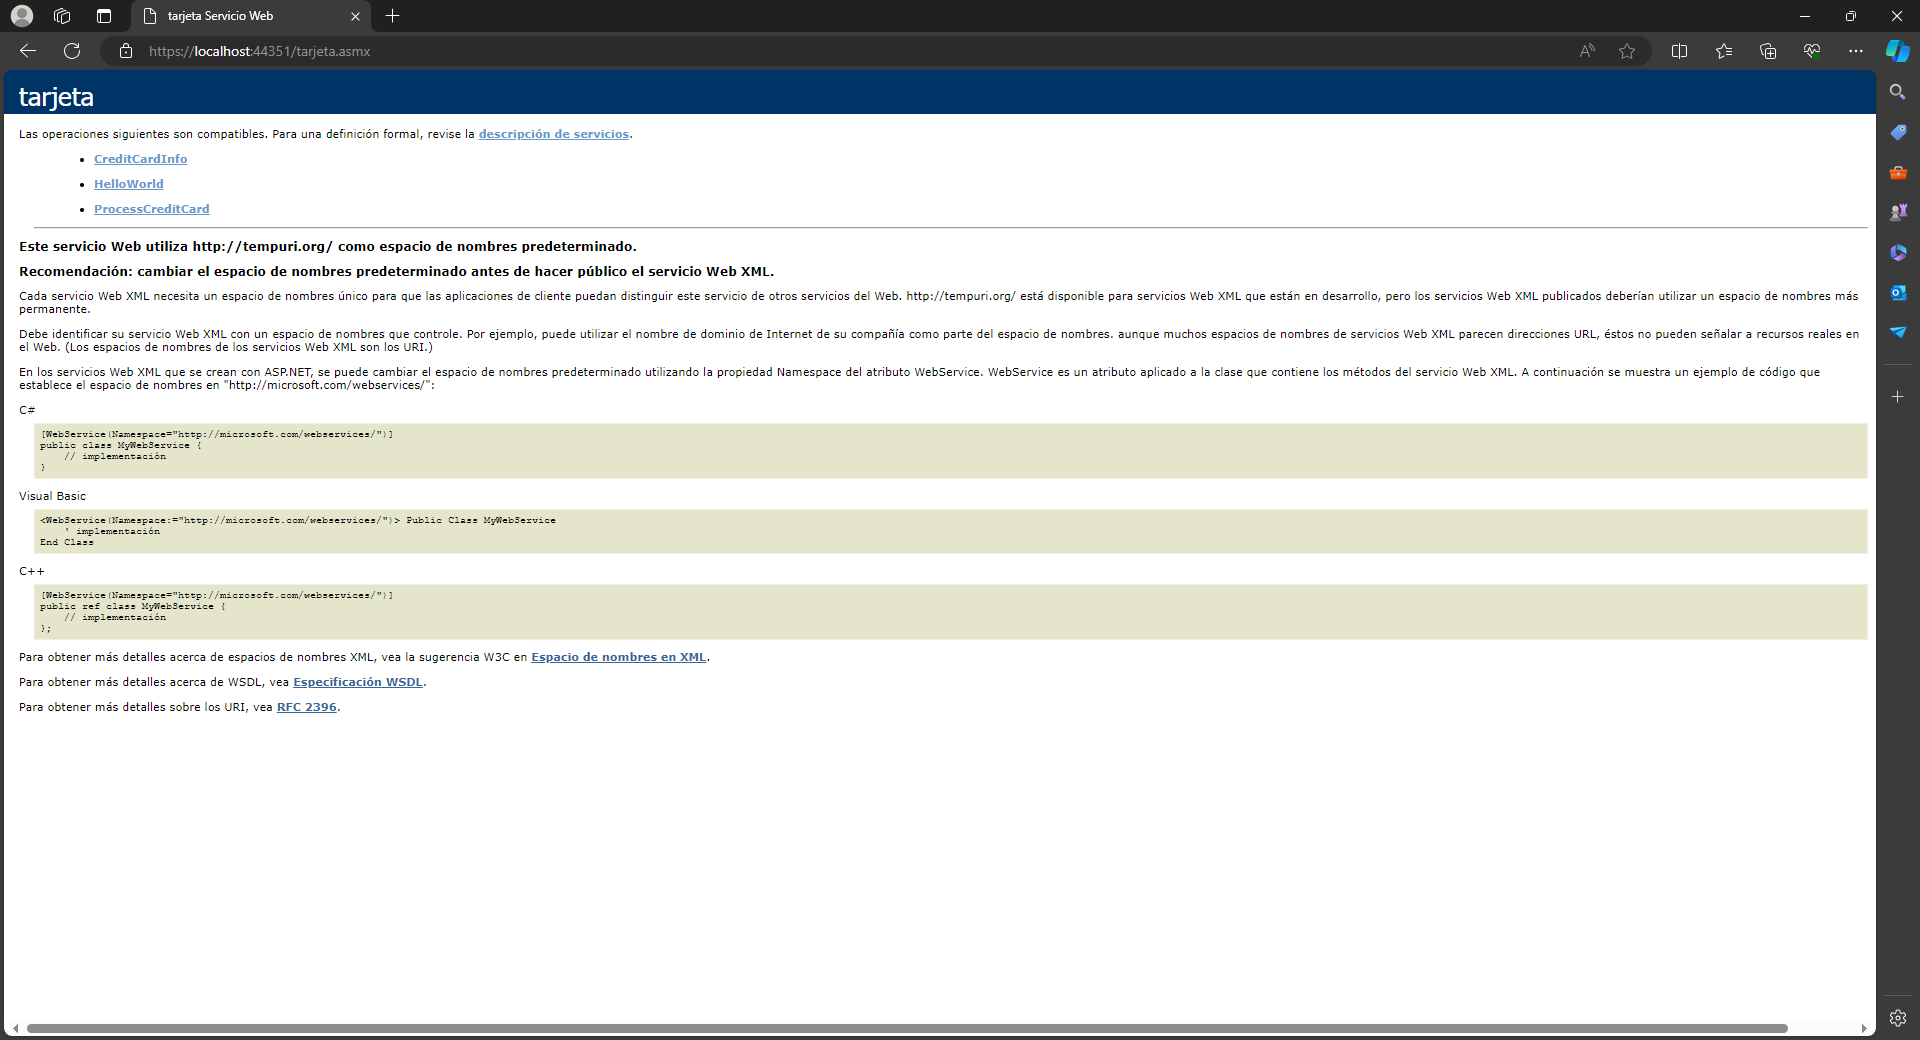 tarjeta Servicio Web
https://localhost:44351/tarjeta.asmx
tarjeta
Las operaciones siguientes son compatibles. Para una definición formal, revise la descripción de servicios.
• CreditCardInfo
• HelloWorld
• ProcessCreditCard
Este servicio Web utiliza http://tempuri.org/ como espacio de nombres predeterminado.
Recomendación: cambiar el espacio de nombres predeterminado antes de hacer público el servicio Web XML.
Cada servicio Web XML necesita un espacio de nombres único para que las aplicaciones de cliente puedan distinguir este servicio de otros servicios del Web. http://tempuri.org/ está disponible para servicios Web XML que están en desarrollo, pero los servicios Web XML publicados deberían utilizar un espacio de nombres más
permanente.
Debe identificar su servicio Web XML con un espacio de nombres que controle. Por ejemplo, puede utilizar el nombre de dominio de Internet de su compañía como parte del espacio de nombres. aunque muchos espacios de nombres de servicios Web XML parecen direcciones URL, éstos no pueden señalar a recursos reales en
el Web. (Los espacios de nombres de los servicios Web XML son los URI.)
En los servicios Web XML que se crean con ASP.NET, se puede cambiar el espacio de nombres predeterminado utilizando la propiedad Namespace del atributo WebService. WebService es un atributo aplicado a la clase que contiene los métodos del servicio Web XML. A continuación se muestra un ejemplo de código que
establece el espacio de nombres en "http://microsoft.com/webservices/":
C#
[WebService(Namespace="http://microsoft.com/webservices/")]
public class MyWebService {
// implementación
}
Visual Basic
<WebService(Namespace:="http://microsoft.com/webservices/")> Public Class MyWebService
' implementación
End Class
C++
[WebService(Namespace="http://microsoft.com/webservices/")]
public ref class MyWebService {
// implementación
};
Para obtener más detalles acerca de espacios de nombres XML, vea la sugerencia W3C en Espacio de nombres en XML.
Para obtener más detalles acerca de WSDL, vea Especificación WSDL.
Para obtener más detalles sobre los URI, vea RFC 2396.